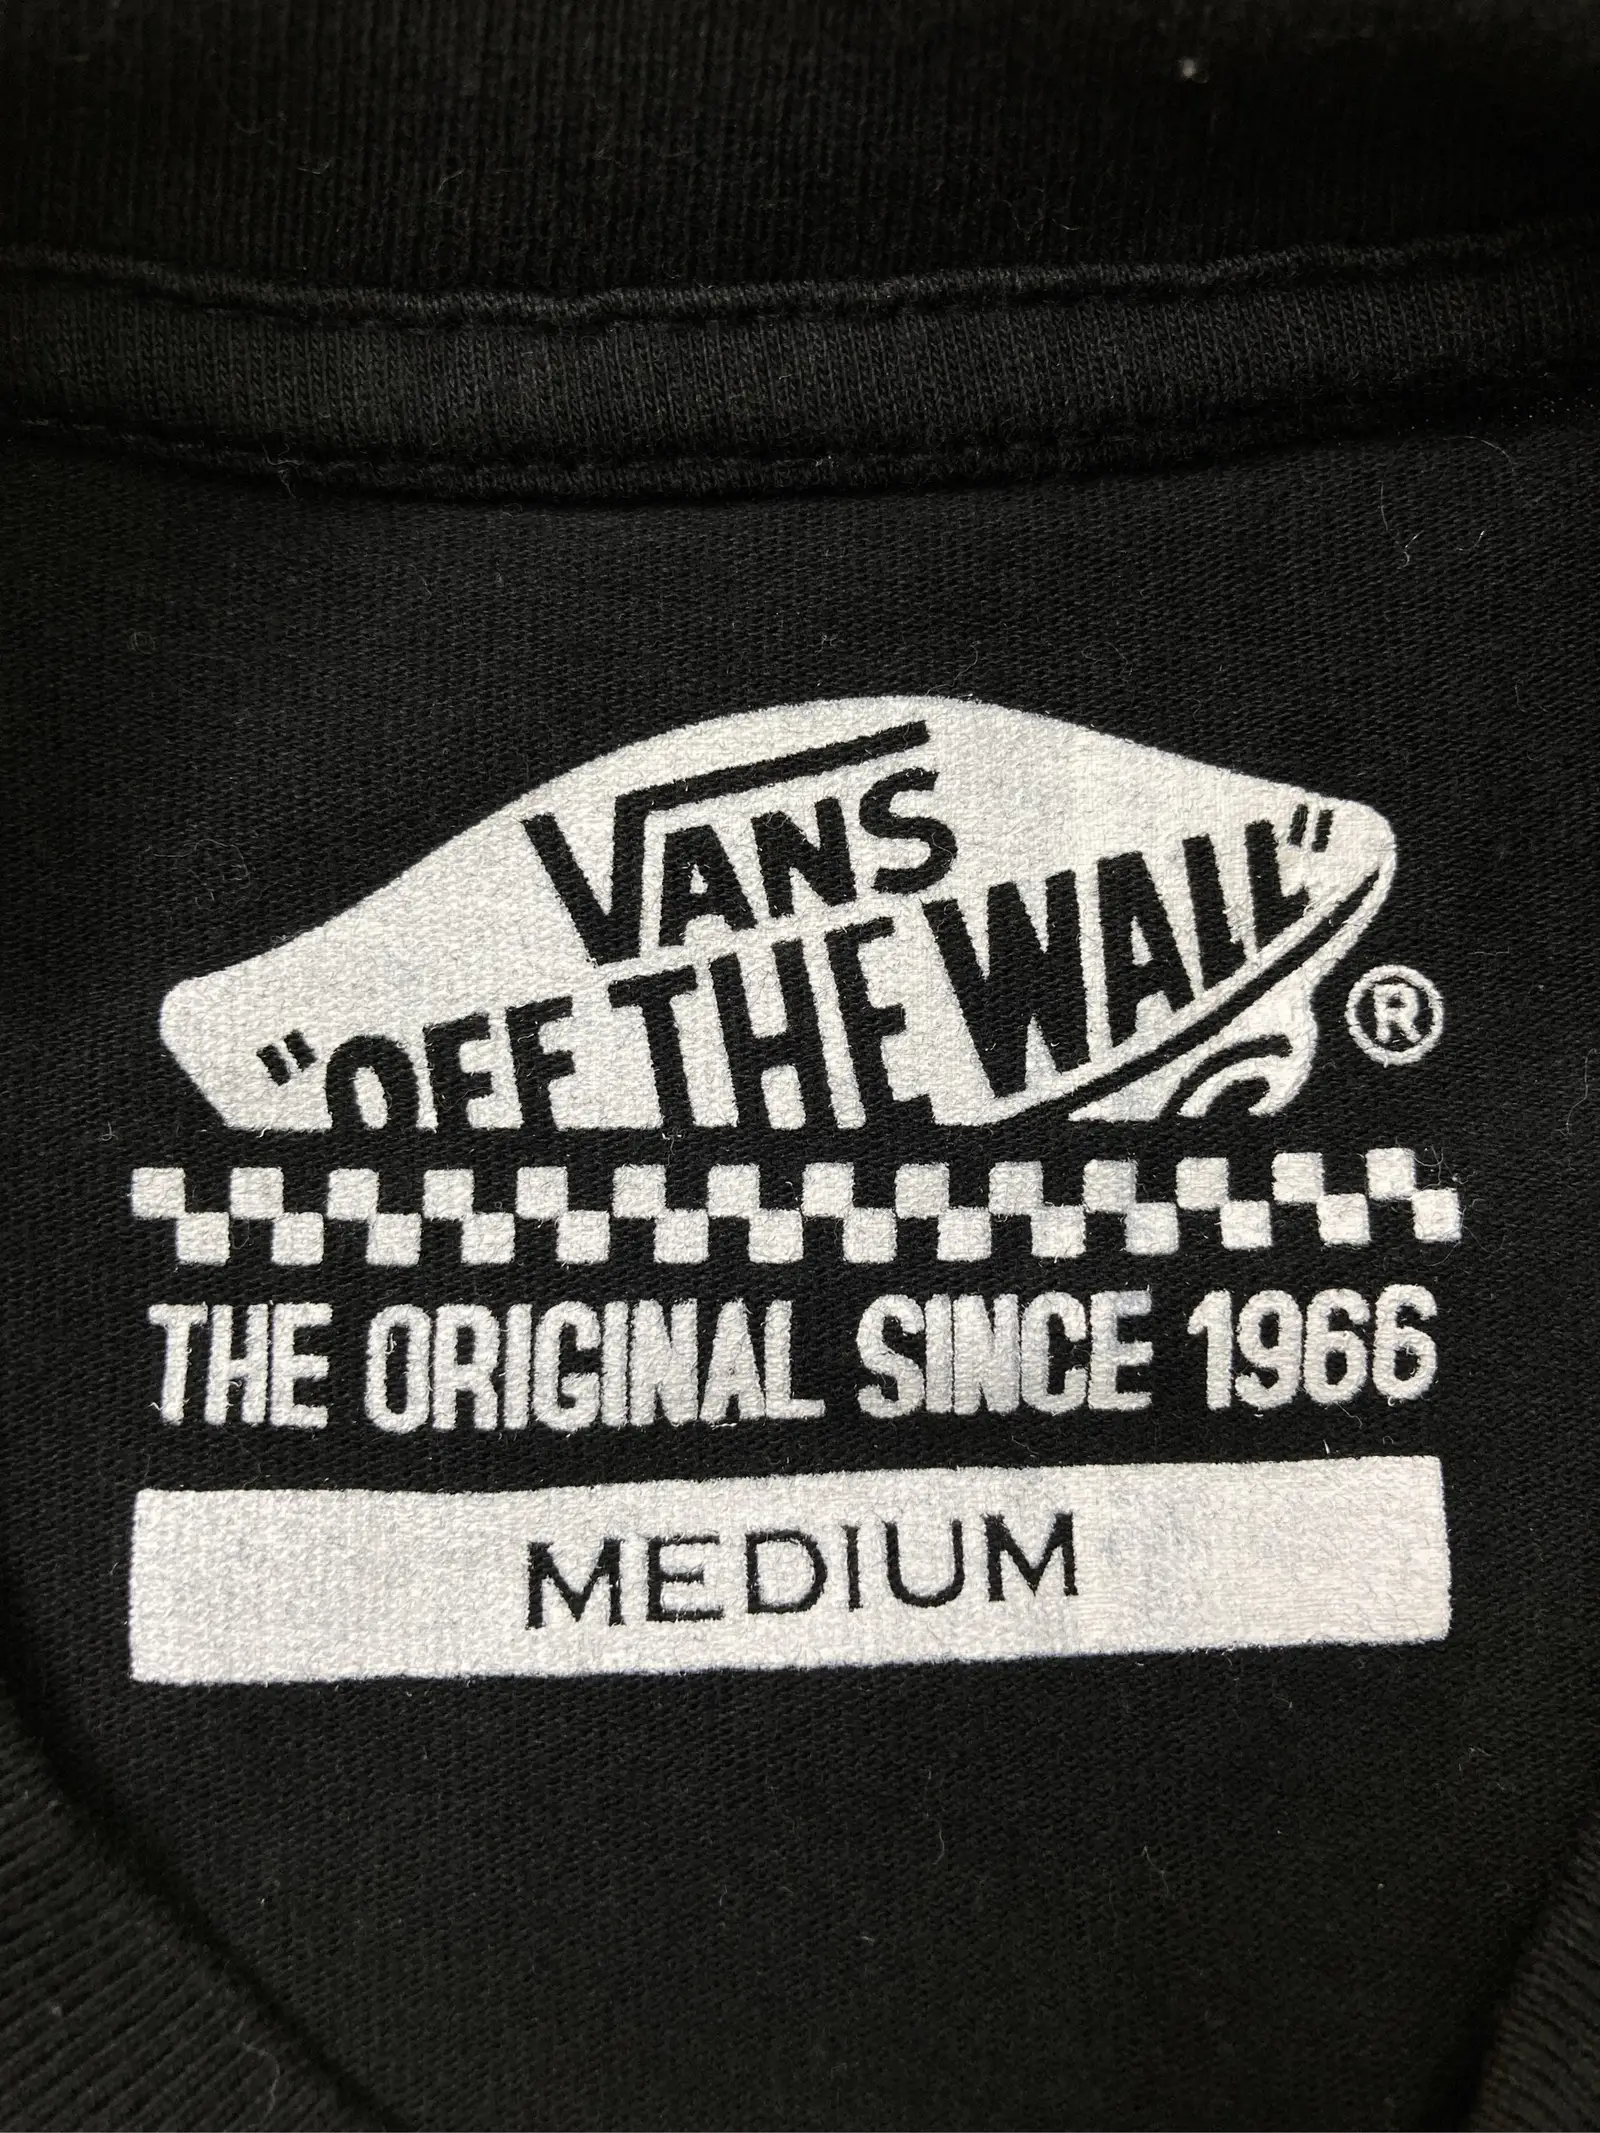 VANS
"OFF THE WALL"
®
THE ORIGINAL SINCE 1966
MEDIUM